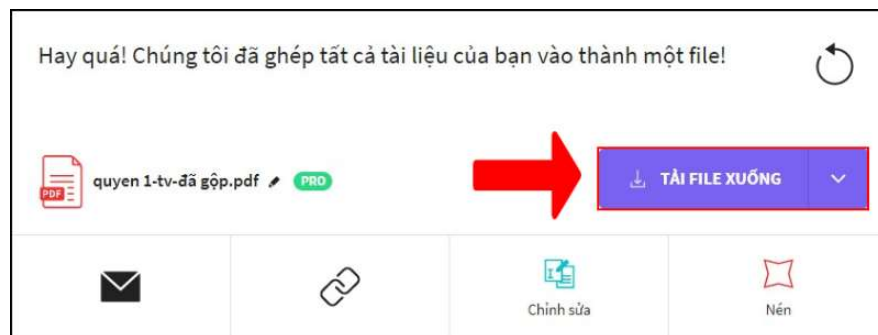 Hay quá! Chúng tôi đã ghép tất cả tài liệu của bạn vào thành một file!
PDF
quyen 1-tv-đã gộp.pdf PRO
TẢI FILE XUỐNG
Chỉnh sửa
Nén